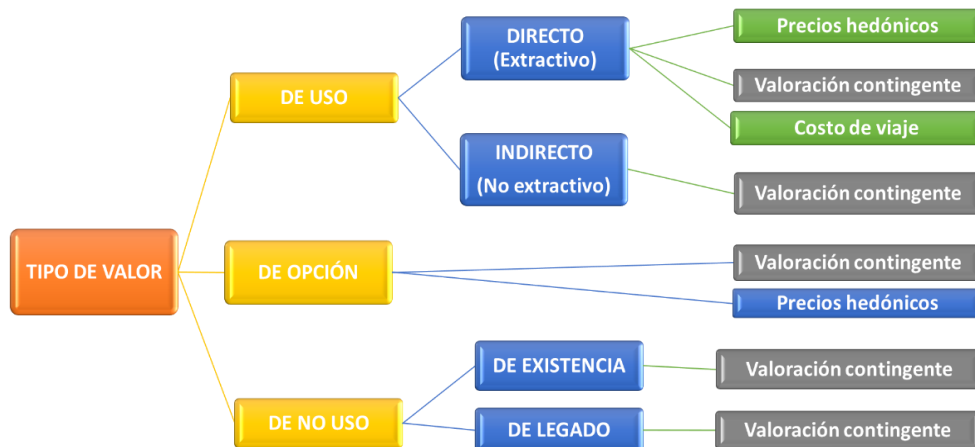 TIPO DE VALOR
DE USO
DIRECTO
(Extractivo)
Precios hedónicos
Valoración contingente
Costo de viaje
INDIRECTO
(No extractivo)
Valoración contingente
DE OPCIÓN
Valoración contingente
Precios hedónicos
DE NO USO
DE EXISTENCIA
Valoración contingente
DE LEGADO
Valoración contingente